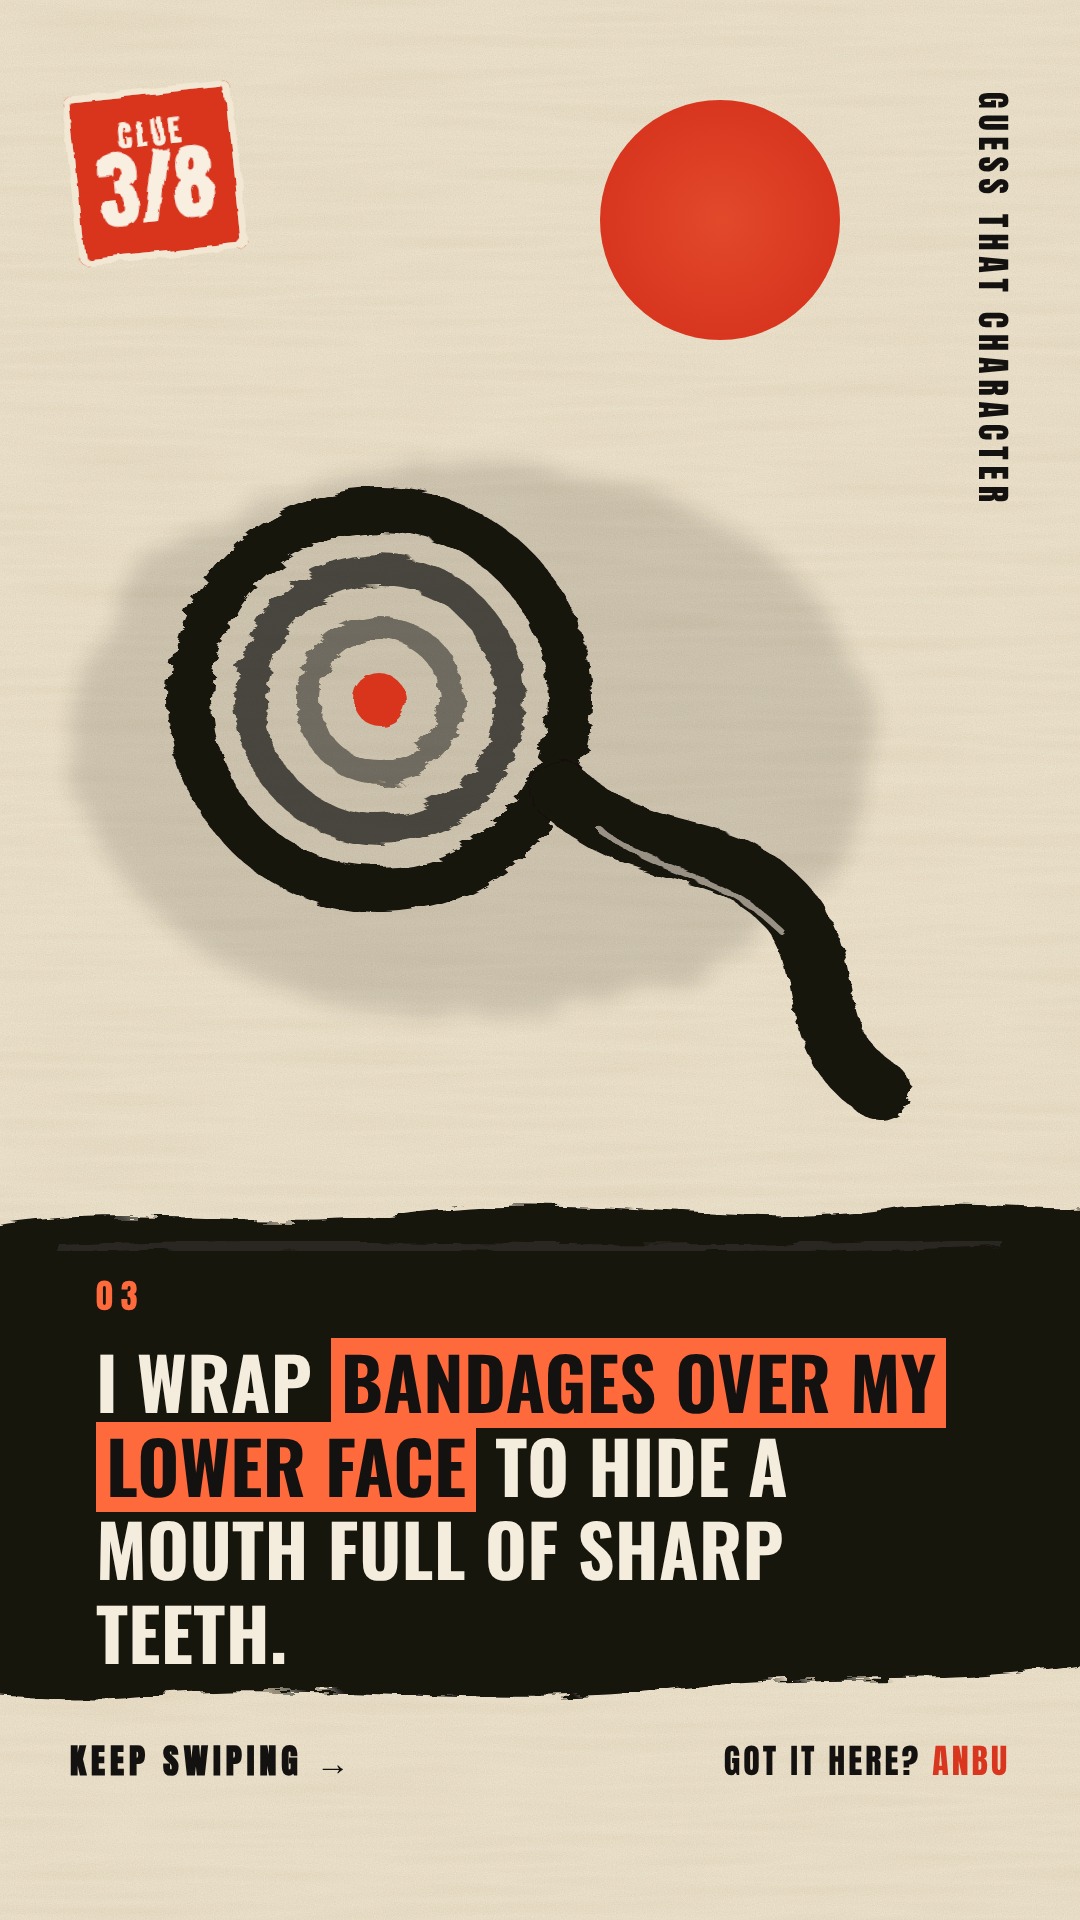 CLUE
3/8
GUESS THAT CHARACTER
03
I WRAP BANDAGES OVER MY
LOWER FACE TO HIDE A
MOUTH FULL OF SHARP
TEETH.
KEEP SWIPING →
GOT IT HERE? ANBU